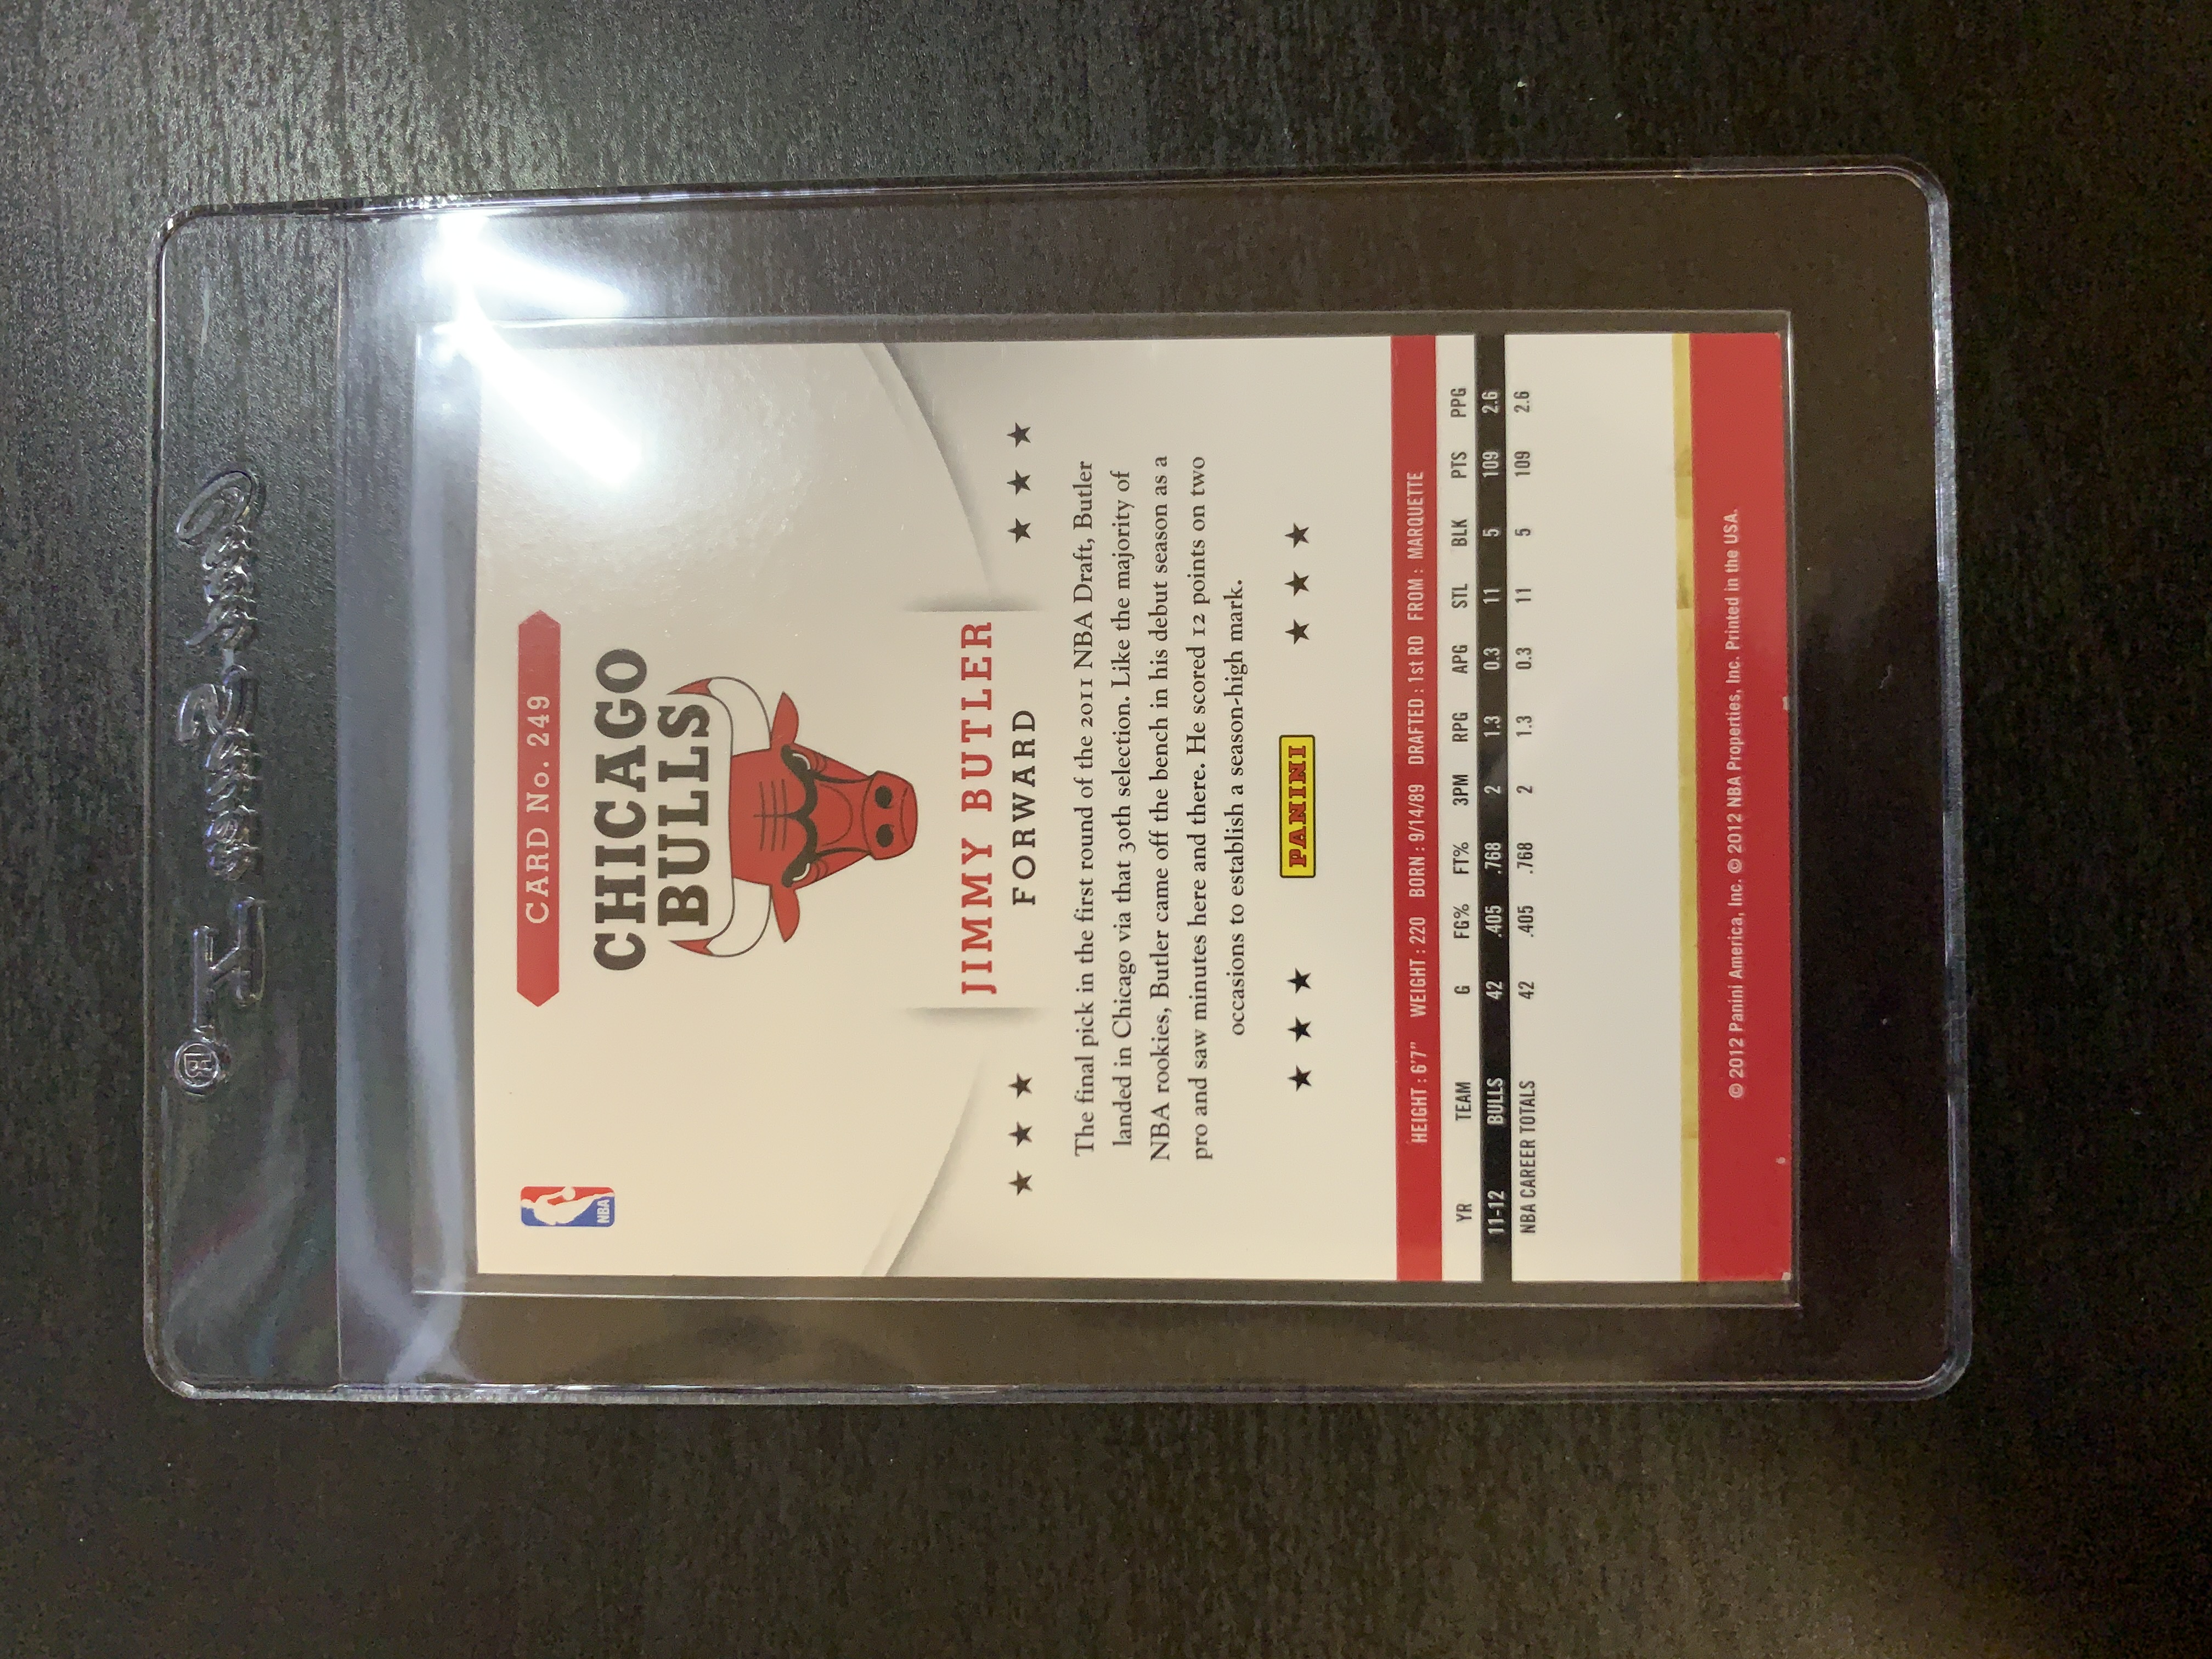 Card Saver I®
CARD No. 249
NBA
CHICAGO
BULLS
JIMMY BUTLER
FORWARD
The final pick in the first round of the 2011 NBA Draft, Butler
landed in Chicago via that 30th selection. Like the majority of
NBA rookies, Butler came off the bench in his debut season as a
pro and saw minutes here and there. He scored 12 points on two
occasions to establish a season-high mark.
PANINI
HEIGHT : 6'7" WEIGHT : 220 BORN : 9/14/89 DRAFTED : 1st RD FROM : MARQUETTE
YR TEAM G FG% FT% 3PM RPG APG STL BLK PTS PPG
11-12 BULLS 42 .405 .768 2 1.3 0.3 11 5 109 2.6
NBA CAREER TOTALS 42 .405 .768 2 1.3 0.3 11 5 109 2.6
© 2012 Panini America, Inc. © 2012 NBA Properties, Inc. Printed in the USA.